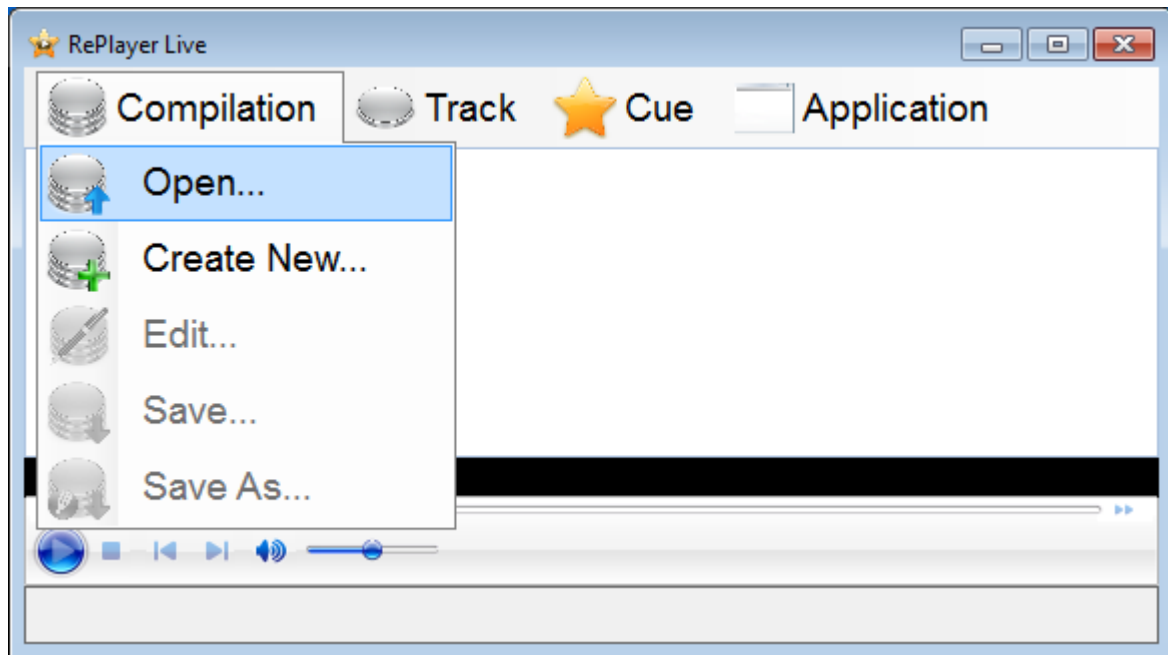 RePlayer Live
Compilation Track Cue Application
Open...
Create New...
Edit...
Save...
Save As...